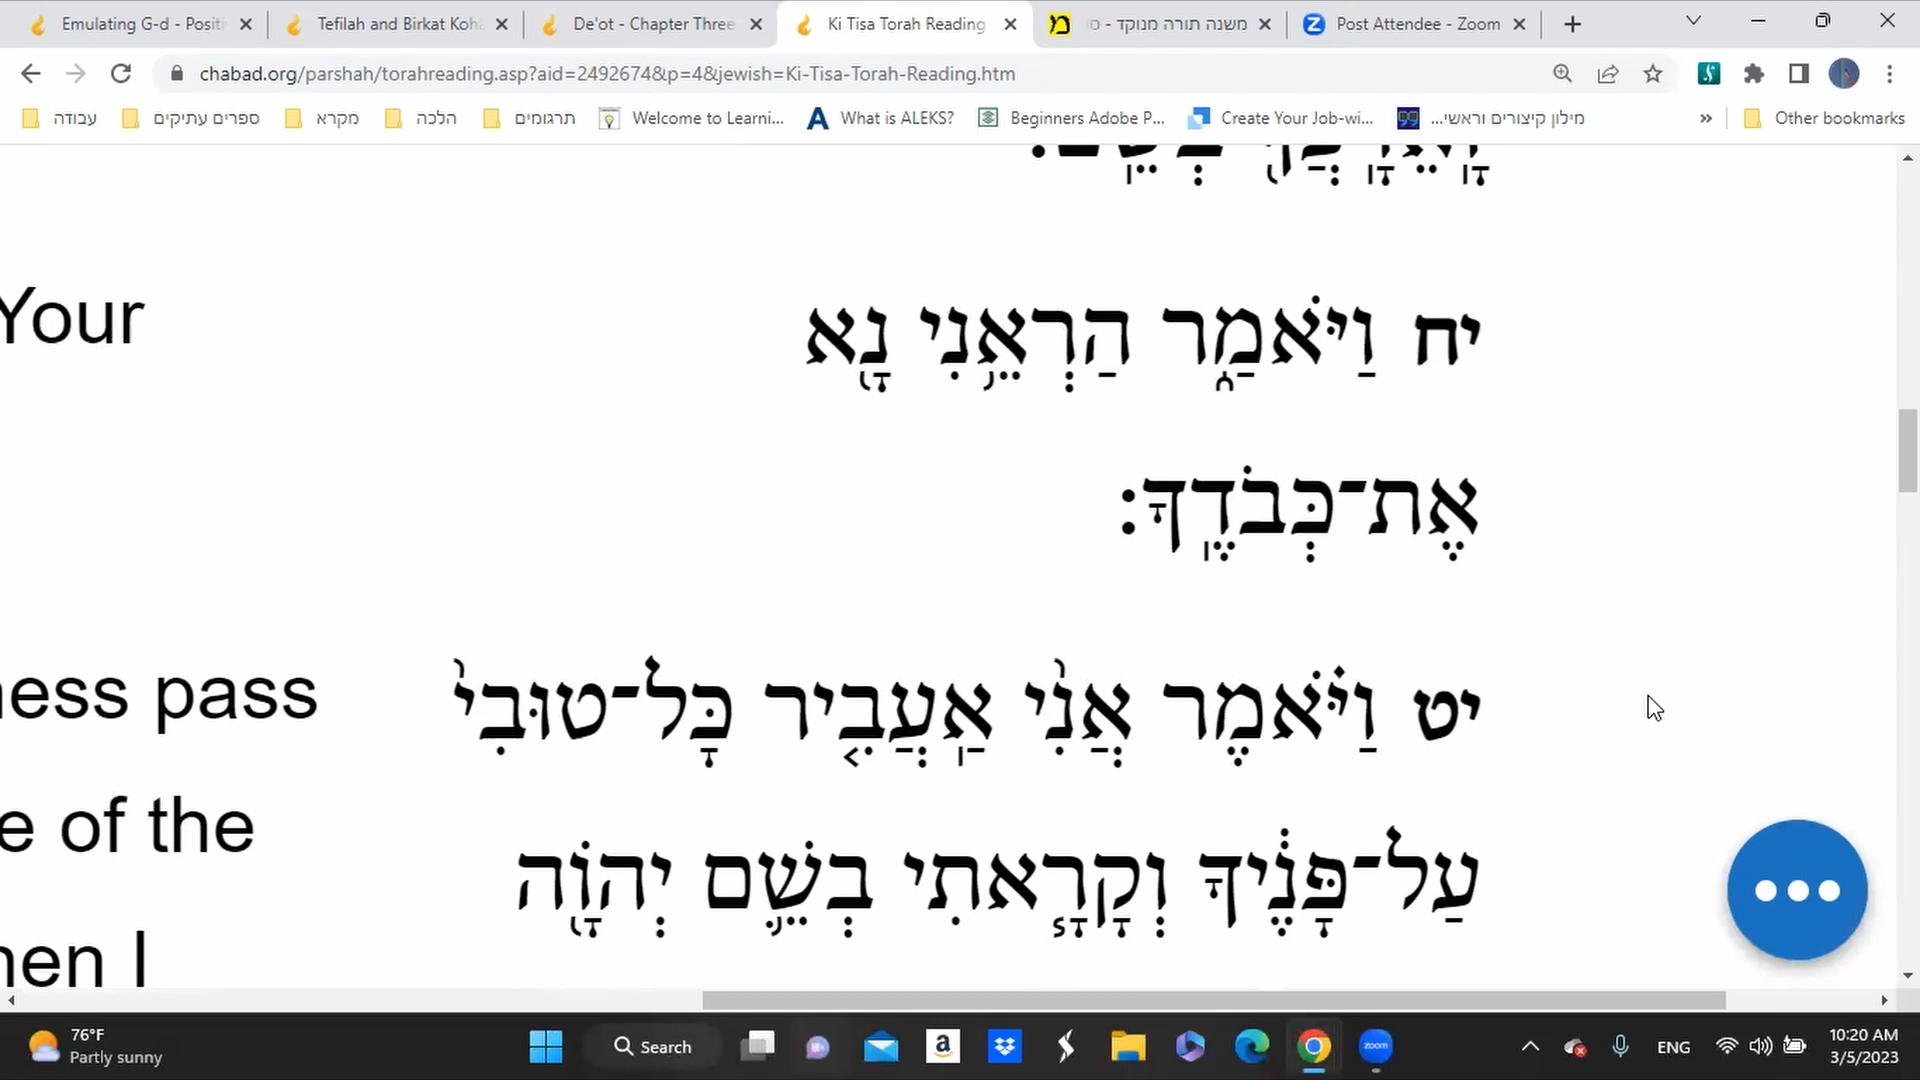 Emulating G-d - Positi
Tefilah and Birkat Koha
De'ot - Chapter Three
Ki Tisa Torah Reading
משנה תורה מנוקד - ס
Post Attendee - Zoom
chabad.org/parshah/torahreading.asp?aid=2492674&p=4&jewish=Ki-Tisa-Torah-Reading.htm
עבודה
ספרים עתיקים
מקרא
הלכה
תרגומים
Welcome to Learni...
What is ALEKS?
Beginners Adobe P...
Create Your Job-wi...
מילון קיצורים וראשי...
»
Other bookmarks
Your
יח וַיֹּאמַ֑ר הַרְאֵ֥נִי נָ֖א
אֶת־כְּבֹדֶֽךָ׃
ness pass
יט וַיֹּ֗אמֶר אֲנִ֨י אַֽעֲבִ֤יר כָּל־טוּבִי֙
e of the
עַל־פָּנֶ֔יךָ וְקָרָ֧אתִי בְשֵׁ֛ם יְהֹוָ֖ה
hen I
76°F
Partly sunny
Search
zoom
ENG
10:20 AM
3/5/2023